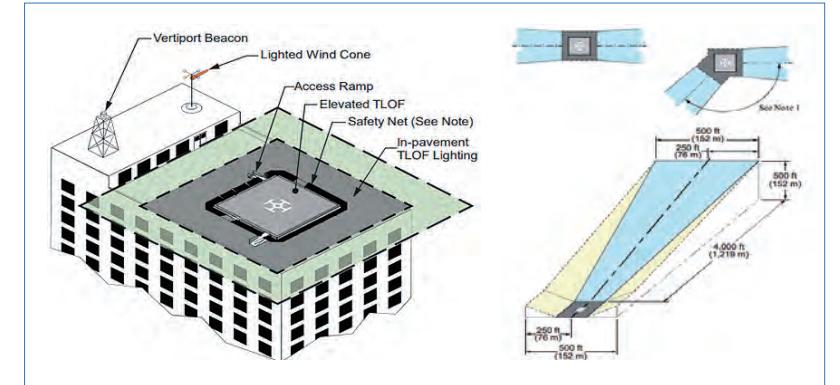 Vertiport Beacon
Lighted Wind Cone
Access Ramp
Elevated TLOF
Safety Net (See Note)
In-pavement
TLOF Lighting
See Note 1
500 ft
(152 m)
250 ft
(76 m)
500 ft
(152 m)
4,000 ft
(1,219 m)
250 ft
(76 m)
500 ft
(152 m)